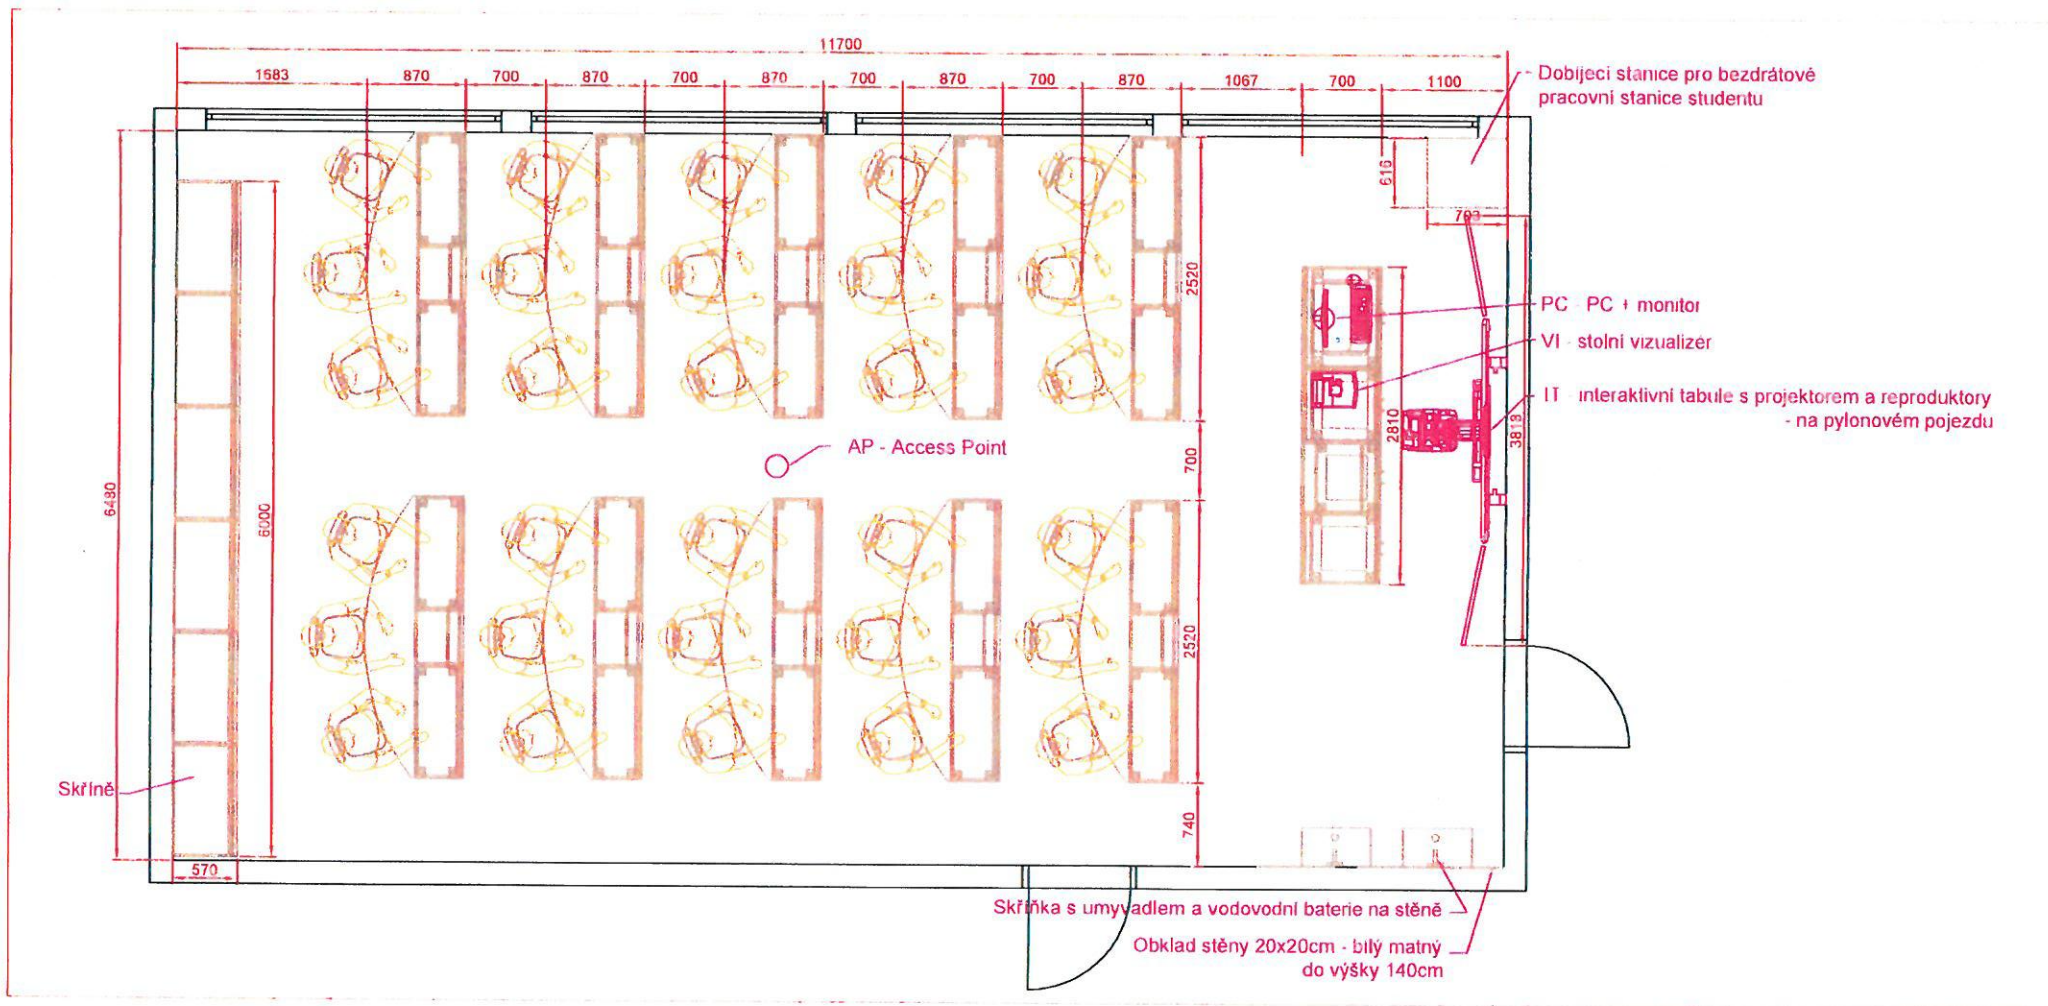 11700
1683 870 700 870 700 870 700 870 700 870 1067 700 1100
Dobíjecí stanice pro bezdrátové
pracovní stanice studentu
616
703
2520
PC - PC + monitor
VI - stolní vizualizér
IT - interaktivní tabule s projektorem a reproduktory
- na pylonovém pojezdu
2810
3813
AP - Access Point
700
6480
6000
2520
Skříně
740
570
Skříňka s umyvadlem a vodovodní baterie na stěně
Obklad stěny 20x20cm - bílý matný
do výšky 140cm